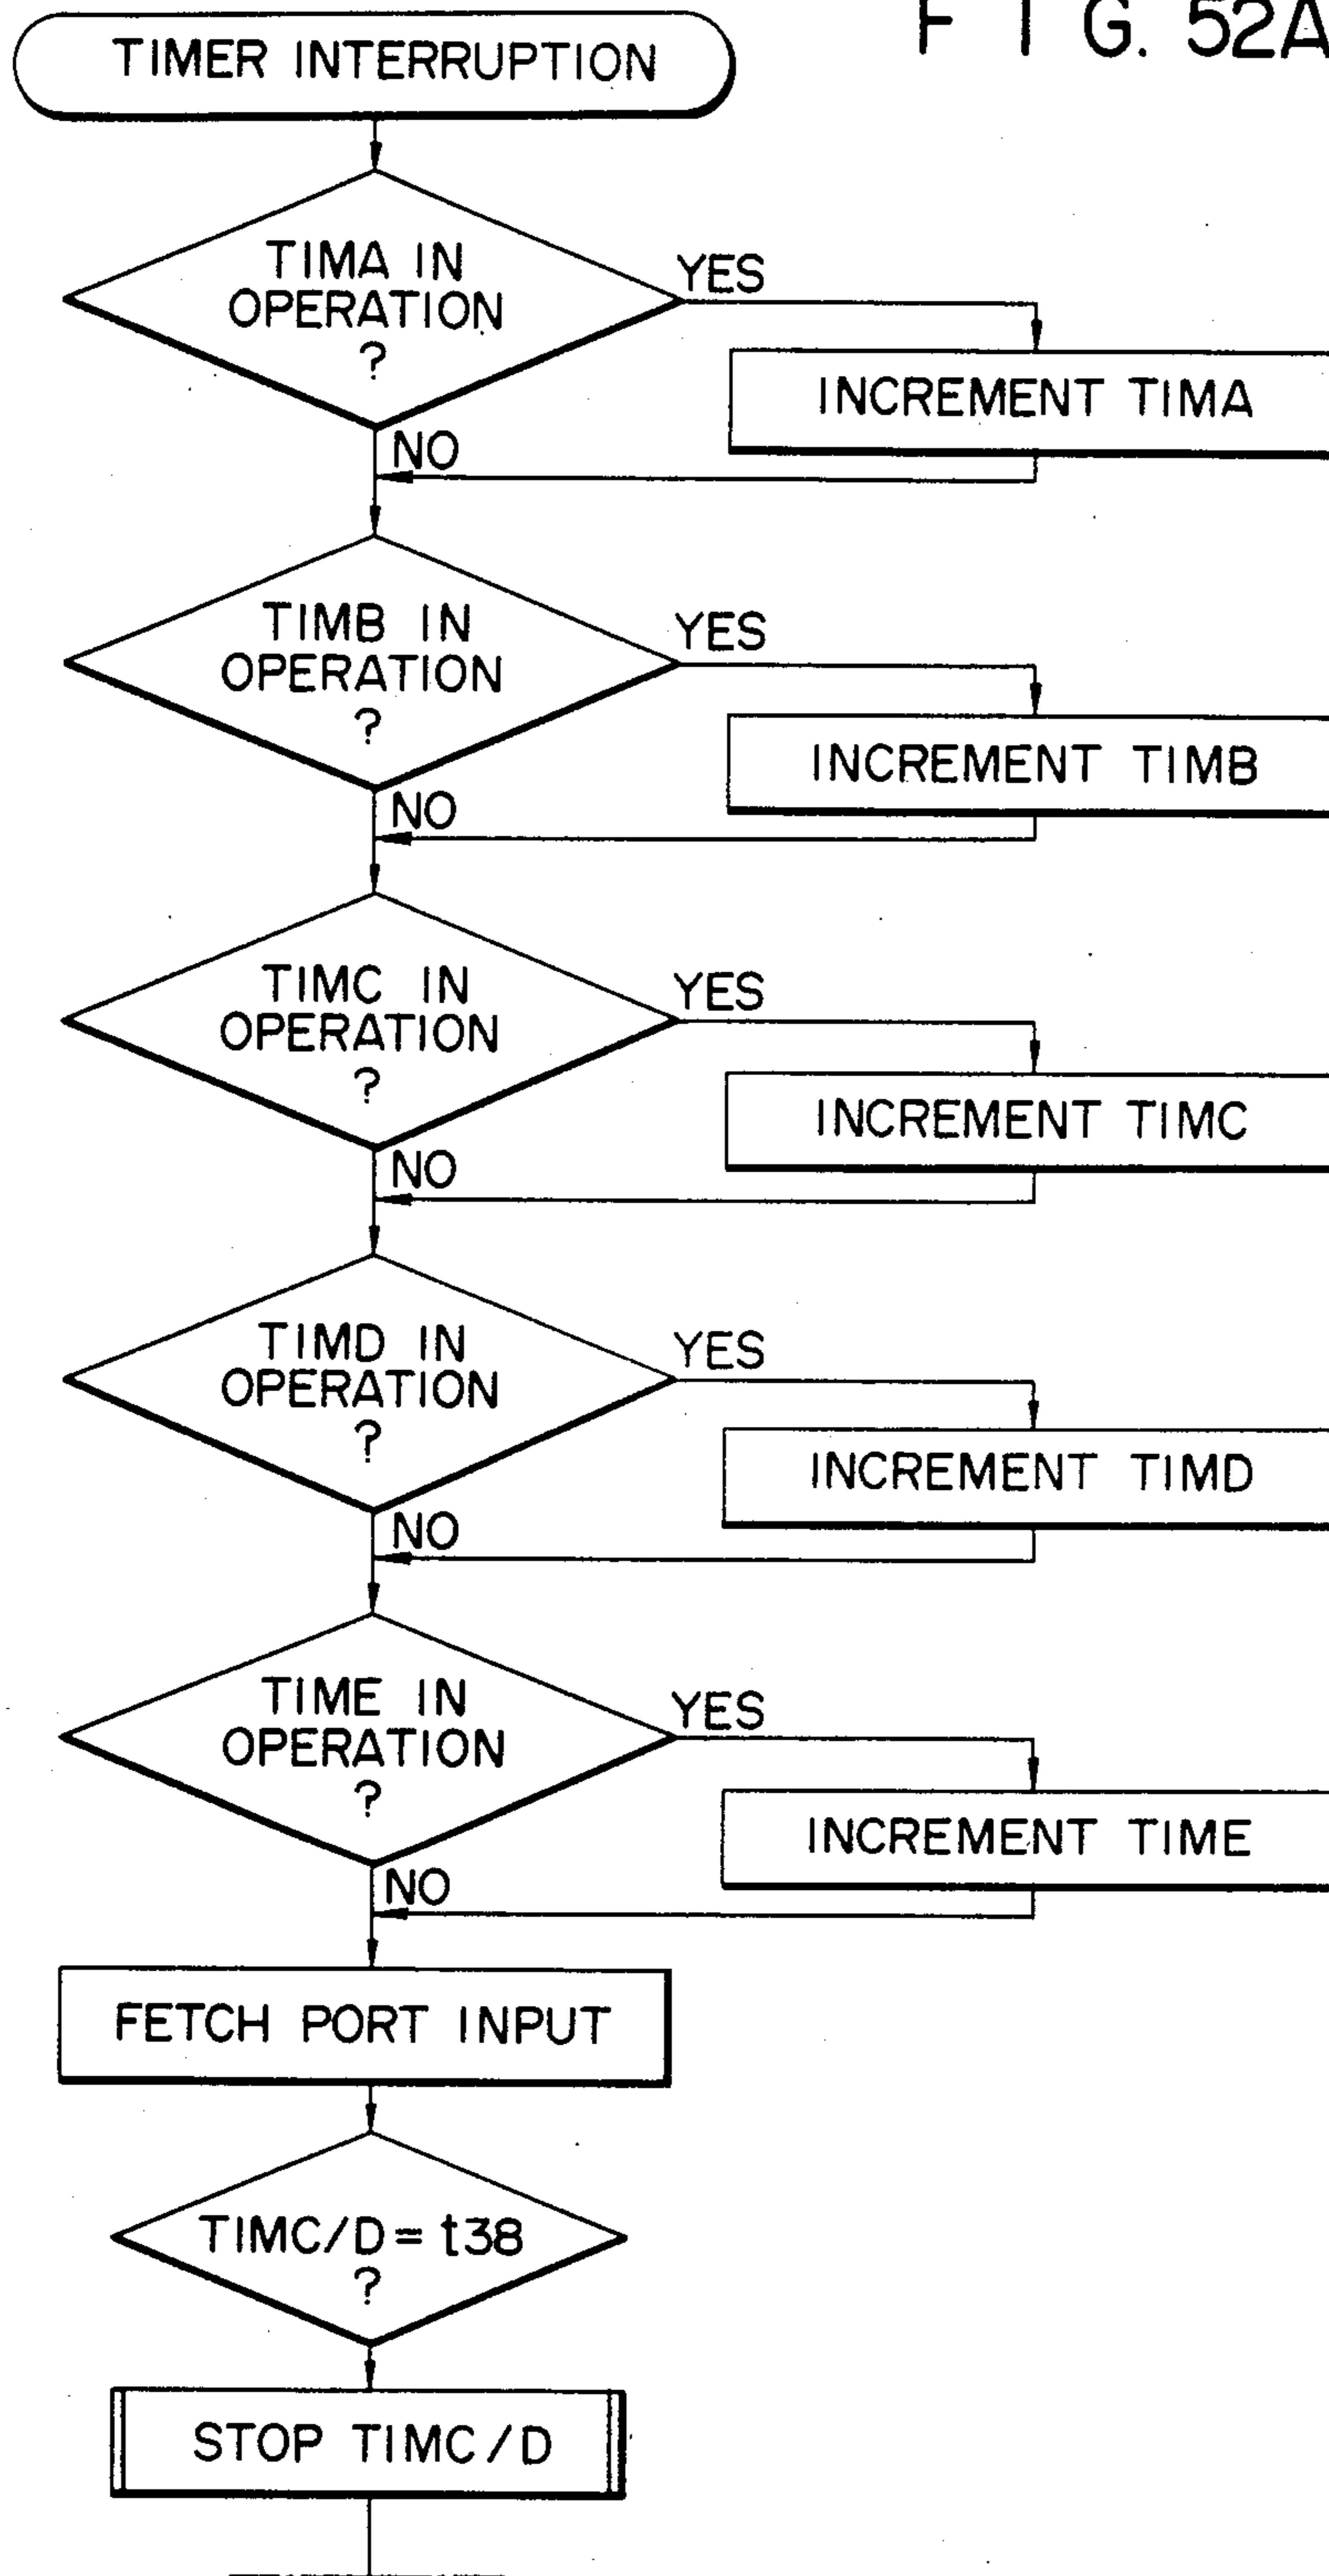 F I G. 52A
TIMER INTERRUPTION
TIMA IN
OPERATION
?
YES
INCREMENT TIMA
NO
TIMB IN
OPERATION
?
YES
INCREMENT TIMB
NO
TIMC IN
OPERATION
?
YES
INCREMENT TIMC
NO
TIMD IN
OPERATION
?
YES
INCREMENT TIMD
NO
TIME IN
OPERATION
?
YES
INCREMENT TIME
NO
FETCH PORT INPUT
TIMC/D = t38
?
STOP TIMC/D